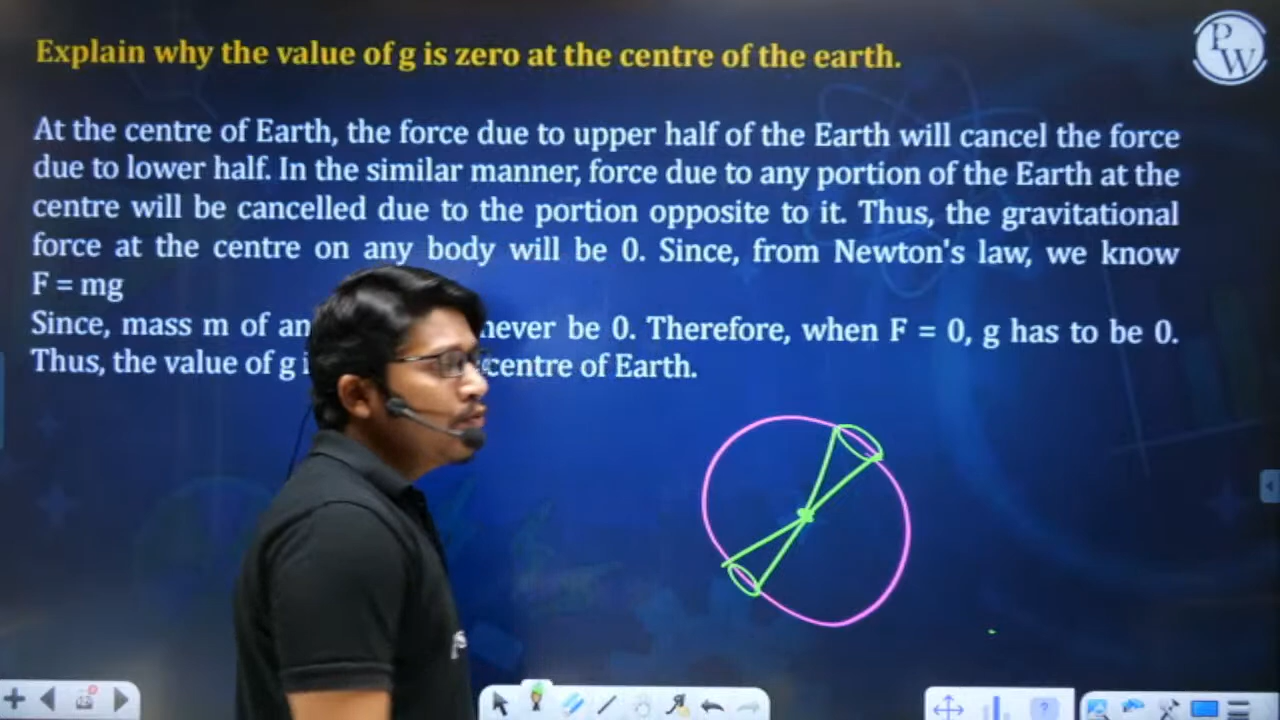 Explain why the value of g is zero at the centre of the earth.
PW
At the centre of Earth, the force due to upper half of the Earth will cancel the force
due to lower half. In the similar manner, force due to any portion of the Earth at the
centre will be cancelled due to the portion opposite to it. Thus, the gravitational
force at the centre on any body will be 0. Since, from Newton's law, we know
F = mg
Since, mass m of an never be 0. Therefore, when F = 0, g has to be 0.
Thus, the value of g centre of Earth.